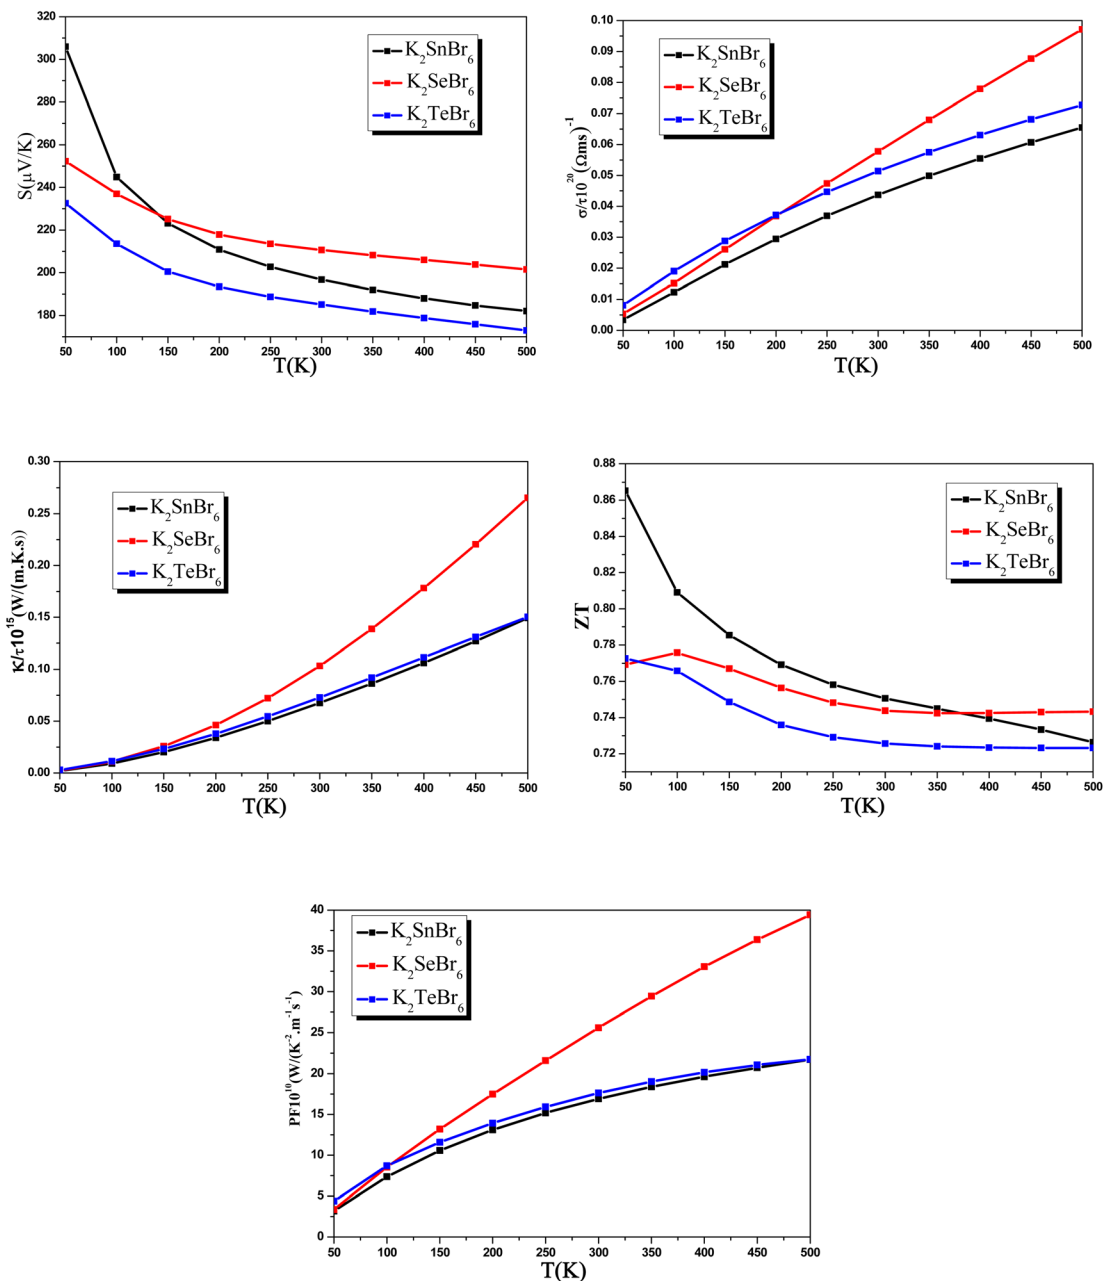 320
300
280
260
240
220
200
180
S(μV/K)
K₂SnBr₆
K₂SeBr₆
K₂TeBr₆
50 100 150 200 250 300 350 400 450 500
T(K)
0.10
0.09
0.08
0.07
0.06
0.05
0.04
0.03
0.02
0.01
0.00
σ/τ10²⁰(Ωms)⁻¹
K₂SnBr₆
K₂SeBr₆
K₂TeBr₆
50 100 150 200 250 300 350 400 450 500
T(K)
0.30
0.25
0.20
0.15
0.10
0.05
0.00
κ/τ10¹⁵(W/(m.K.s))
K₂SnBr₆
K₂SeBr₆
K₂TeBr₆
50 100 150 200 250 300 350 400 450 500
T(K)
0.88
0.86
0.84
0.82
0.80
0.78
0.76
0.74
0.72
ZT
K₂SnBr₆
K₂SeBr₆
K₂TeBr₆
50 100 150 200 250 300 350 400 450 500
T(K)
40
35
30
25
20
15
10
5
0
PF10¹⁰(W/(K⁻².m⁻¹s⁻¹)
K₂SnBr₆
K₂SeBr₆
K₂TeBr₆
50 100 150 200 250 300 350 400 450 500
T(K)